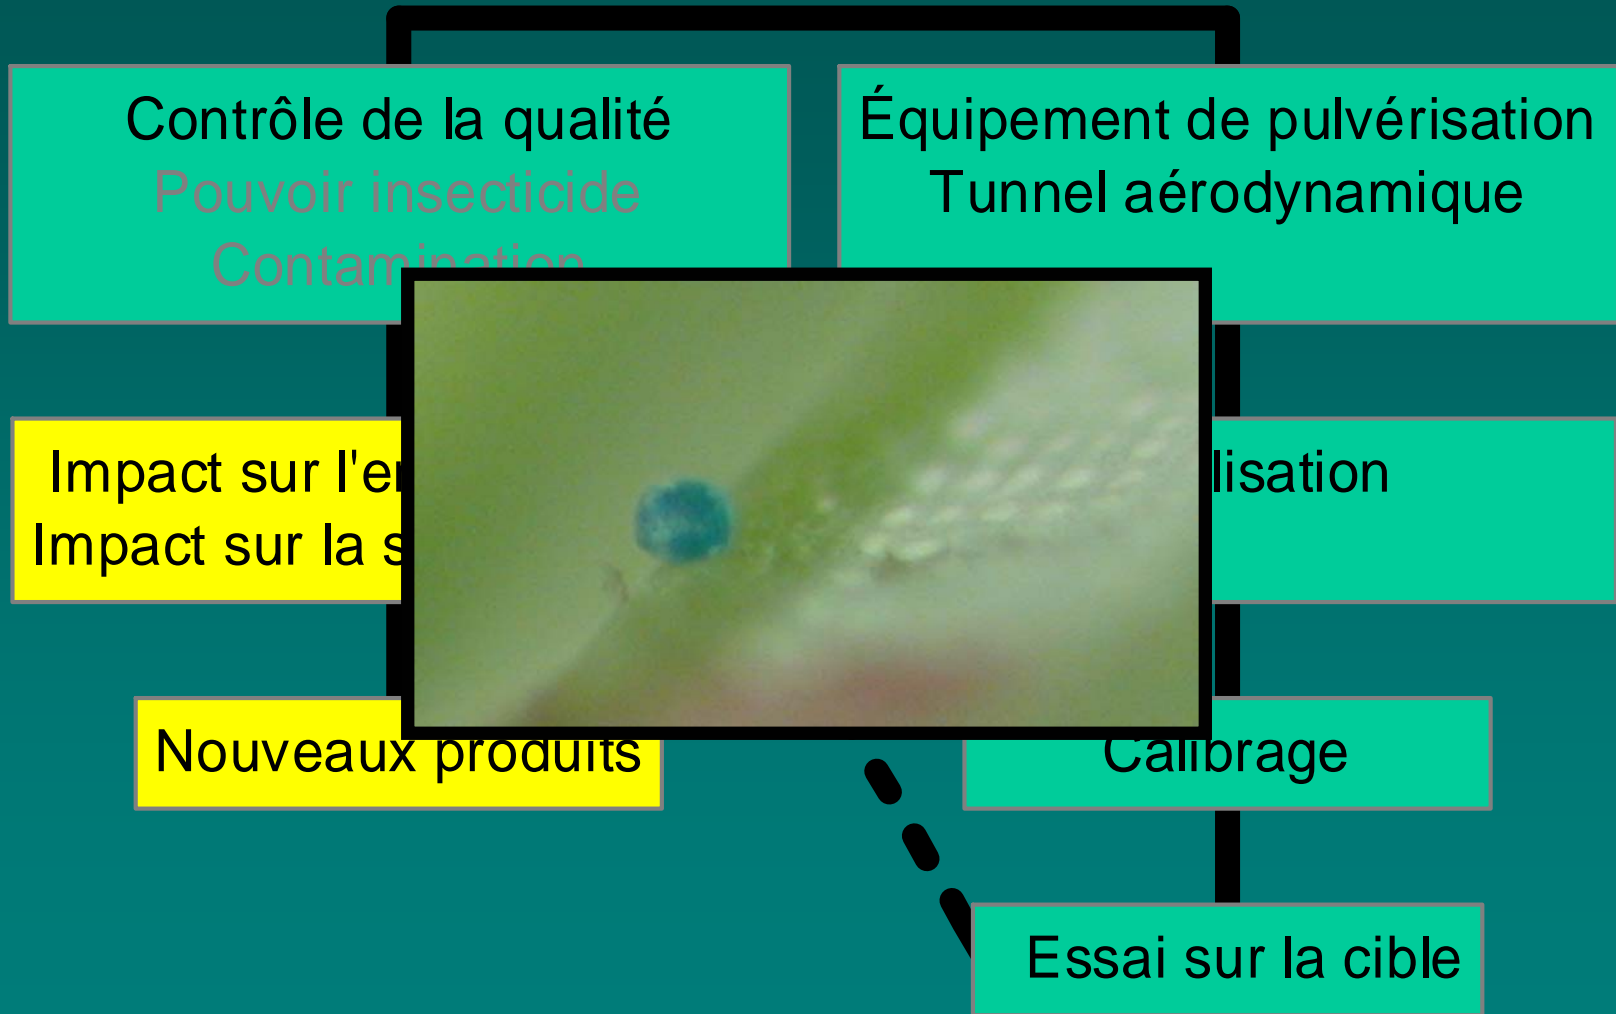 Contrôle de la qualité
Pouvoir insecticide
Contamination
Équipement de pulvérisation
Tunnel aérodynamique
Impact sur
Impact sur la
Nouveaux produits
Calibrage
Essai sur la cible